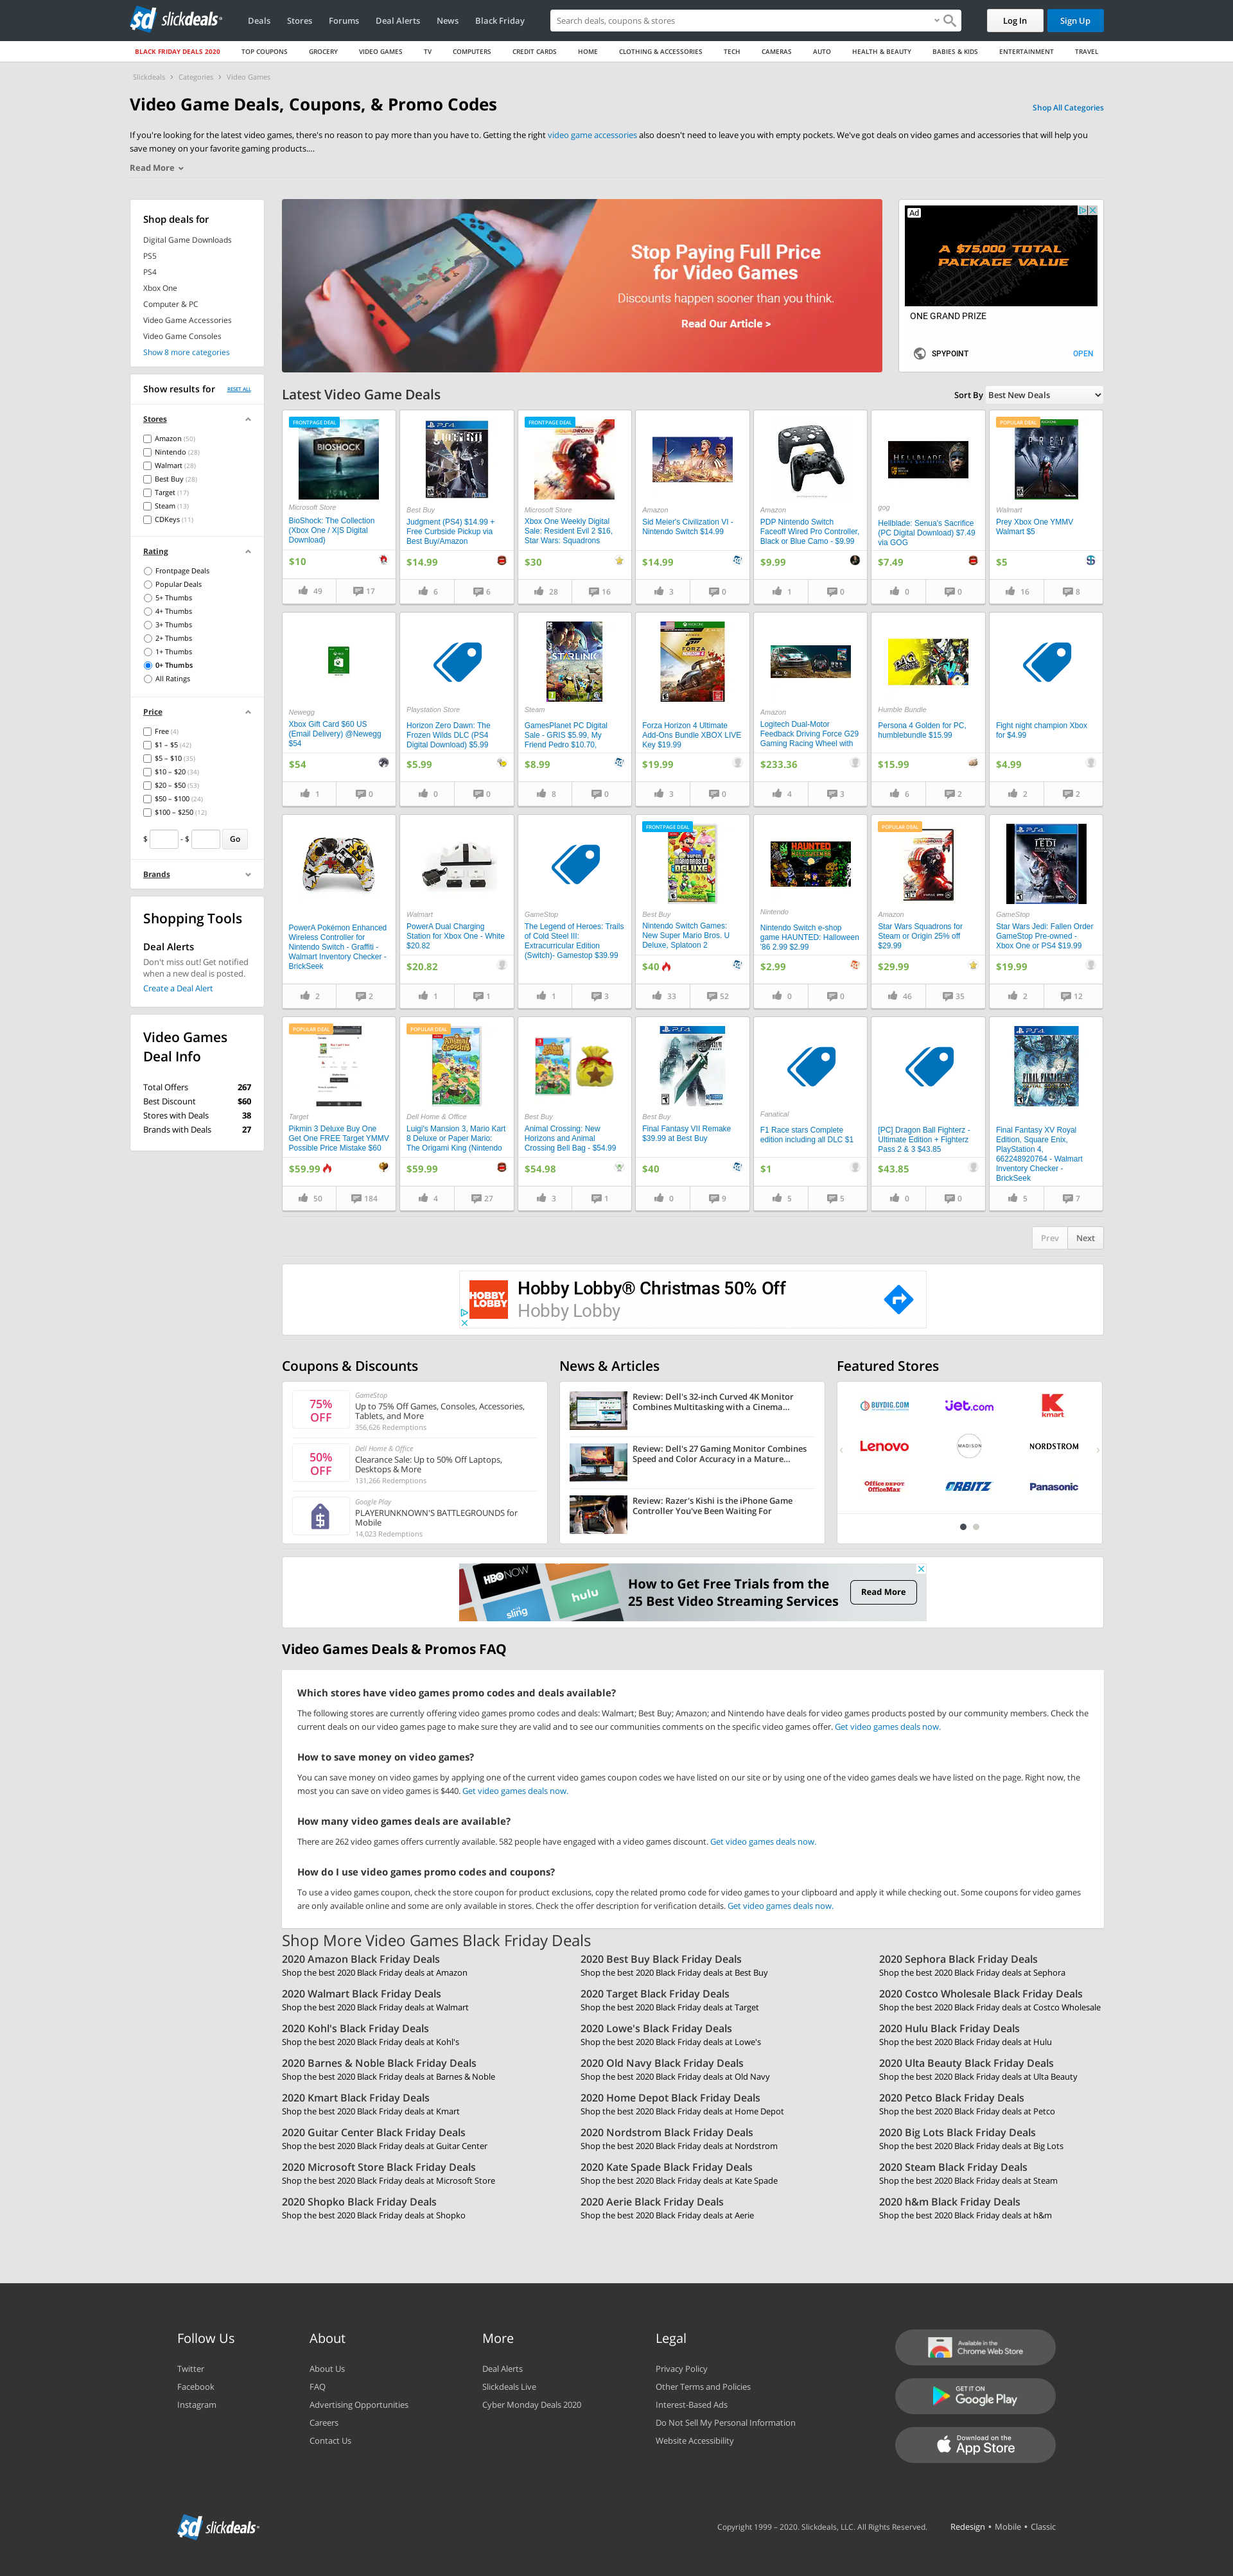 slickdeals
Deals Stores Forums Deal Alerts News Black Friday
Search deals, coupons & stores
Log In
Sign Up
BLACK FRIDAY DEALS 2020 TOP COUPONS GROCERY VIDEO GAMES TV COMPUTERS CREDIT CARDS HOME CLOTHING & ACCESSORIES TECH CAMERAS AUTO HEALTH & BEAUTY BABIES & KIDS ENTERTAINMENT TRAVEL
Slickdeals > Categories > Video Games
Video Game Deals, Coupons, & Promo Codes
Shop All Categories
If you're looking for the latest video games, there's no reason to pay more than you have to. Getting the right video game accessories also doesn't need to leave you with empty pockets. We've got deals on video games and accessories that will help you
save money on your favorite gaming products....
Read More
Shop deals for
Digital Game Downloads
PS5
PS4
Xbox One
Computer & PC
Video Game Accessories
Video Game Consoles
Show 8 more categories
Show results for
RESET ALL
Stores
Amazon (50)
Nintendo (28)
Walmart (28)
Best Buy (28)
Target (17)
Steam (13)
CDKeys (11)
Rating
Frontpage Deals
Popular Deals
5+ Thumbs
4+ Thumbs
3+ Thumbs
2+ Thumbs
1+ Thumbs
0+ Thumbs
All Ratings
Price
Free (4)
$1 – $5 (42)
$5 – $10 (35)
$10 – $20 (34)
$20 – $50 (53)
$50 – $100 (24)
$100 – $250 (12)
$ - $ Go
Brands
Shopping Tools
Deal Alerts
Don't miss out! Get notified
when a new deal is posted.
Create a Deal Alert
Video Games
Deal Info
Total Offers 267
Best Discount $60
Stores with Deals 38
Brands with Deals 27
Stop Paying Full Price
for Video Games
Discounts happen sooner than you think.
Read Our Article >
Ad
A $75,000 TOTAL
PACKAGE VALUE
ONE GRAND PRIZE
SPYPOINT
OPEN
Latest Video Game Deals
Sort By Best New Deals
FRONTPAGE DEAL
BIOSHOCK
Microsoft Store
BioShock: The Collection
(Xbox One / X|S Digital
Download)
$10
49 17
JUDGMENT
Best Buy
Judgment (PS4) $14.99 +
Free Curbside Pickup via
Best Buy/Amazon
$14.99
6 6
FRONTPAGE DEAL
SQUADRONS
Microsoft Store
Xbox One Weekly Digital
Sale: Resident Evil 2 $16,
Star Wars: Squadrons
$30
28 16
Amazon
Sid Meier's Civilization VI -
Nintendo Switch $14.99
$14.99
3 0
Amazon
PDP Nintendo Switch
Faceoff Wired Pro Controller,
Black or Blue Camo - $9.99
$9.99
1 0
HELLBLADE
gog
Hellblade: Senua's Sacrifice
(PC Digital Download) $7.49
via GOG
$7.49
0 0
POPULAR DEAL
PREY
Walmart
Prey Xbox One YMMV
Walmart $5
$5
16 8
Newegg
Xbox Gift Card $60 US
(Email Delivery) @Newegg
$54
$54
1 0
Playstation Store
Horizon Zero Dawn: The
Frozen Wilds DLC (PS4
Digital Download) $5.99
$5.99
0 0
STARLINK
Steam
GamesPlanet PC Digital
Sale - GRIS $5.99, My
Friend Pedro $10.70,
$8.99
8 0
FORZA
Forza Horizon 4 Ultimate
Add-Ons Bundle XBOX LIVE
Key $19.99
$19.99
3 0
Amazon
Logitech Dual-Motor
Feedback Driving Force G29
Gaming Racing Wheel with
$233.36
4 3
Humble Bundle
Persona 4 Golden for PC,
humblebundle $15.99
$15.99
6 2
Fight night champion Xbox
for $4.99
$4.99
2 2
PowerA Pokémon Enhanced
Wireless Controller for
Nintendo Switch - Graffiti -
Walmart Inventory Checker -
BrickSeek
2 2
Walmart
PowerA Dual Charging
Station for Xbox One - White
$20.82
$20.82
1 1
GameStop
The Legend of Heroes: Trails
of Cold Steel III:
Extracurricular Edition
(Switch)- Gamestop $39.99
1 3
FRONTPAGE DEAL
DELUXE
Best Buy
Nintendo Switch Games:
New Super Mario Bros. U
Deluxe, Splatoon 2
$40
33 52
HAUNTED
HALLOWEEN
Nintendo
Nintendo Switch e-shop
game HAUNTED: Halloween
'86 2.99 $2.99
$2.99
0 0
POPULAR DEAL
SQUADRONS
Amazon
Star Wars Squadrons for
Steam or Origin 25% off
$29.99
$29.99
46 35
PS4
JEDI
GameStop
Star Wars Jedi: Fallen Order
GameStop Pre-owned -
Xbox One or PS4 $19.99
$19.99
2 12
POPULAR DEAL
Target
Pikmin 3 Deluxe Buy One
Get One FREE Target YMMV
Possible Price Mistake $60
$59.99
50 184
POPULAR DEAL
Dell Home & Office
Luigi's Mansion 3, Mario Kart
8 Deluxe or Paper Mario:
The Origami King (Nintendo
$59.99
4 27
Best Buy
Animal Crossing: New
Horizons and Animal
Crossing Bell Bag - $54.99
$54.98
3 1
PS4
Best Buy
Final Fantasy VII Remake
$39.99 at Best Buy
$40
0 9
Fanatical
F1 Race stars Complete
edition including all DLC $1
$1
5 5
[PC] Dragon Ball Fighterz -
Ultimate Edition + Fighterz
Pass 2 & 3 $43.85
$43.85
0 0
PS4
FINAL FANTASY XV
Final Fantasy XV Royal
Edition, Square Enix,
PlayStation 4,
662248920764 - Walmart
Inventory Checker -
BrickSeek
5 7
Prev Next
HOBBY
LOBBY
Hobby Lobby® Christmas 50% Off
Hobby Lobby
Coupons & Discounts
75%
OFF
GameStop
Up to 75% Off Games, Consoles, Accessories,
Tablets, and More
356,626 Redemptions
50%
OFF
Dell Home & Office
Clearance Sale: Up to 50% Off Laptops,
Desktops & More
131,266 Redemptions
Google Play
PLAYERUNKNOWN'S BATTLEGROUNDS for
Mobile
14,023 Redemptions
News & Articles
Review: Dell's 32-inch Curved 4K Monitor
Combines Multitasking with a Cinema...
Review: Dell's 27 Gaming Monitor Combines
Speed and Color Accuracy in a Mature...
Review: Razer's Kishi is the iPhone Game
Controller You've Been Waiting For
Featured Stores
BUYDIG.COM
jet.com
kmart
Lenovo
MADISON
NORDSTROM
Office DEPOT
OfficeMax
ORBITZ
Panasonic
HBO NOW
hulu
sling
How to Get Free Trials from the
25 Best Video Streaming Services
Read More
Video Games Deals & Promos FAQ
Which stores have video games promo codes and deals available?
The following stores are currently offering video games promo codes and deals: Walmart; Best Buy; Amazon; and Nintendo have deals for video games products posted by our community members. Check the
current deals on our video games page to make sure they are valid and to see our communities comments on the specific video games offer. Get video games deals now.
How to save money on video games?
You can save money on video games by applying one of the current video games coupon codes we have listed on our site or by using one of the video games deals we have listed on the page. Right now, the
most you can save on video games is $440. Get video games deals now.
How many video games deals are available?
There are 262 video games offers currently available. 582 people have engaged with a video games discount. Get video games deals now.
How do I use video games promo codes and coupons?
To use a video games coupon, check the store coupon for product exclusions, copy the related promo code for video games to your clipboard and apply it while checking out. Some coupons for video games
are only available online and some are only available in stores. Check the offer description for verification details. Get video games deals now.
Shop More Video Games Black Friday Deals
2020 Amazon Black Friday Deals
Shop the best 2020 Black Friday deals at Amazon
2020 Best Buy Black Friday Deals
Shop the best 2020 Black Friday deals at Best Buy
2020 Sephora Black Friday Deals
Shop the best 2020 Black Friday deals at Sephora
2020 Walmart Black Friday Deals
Shop the best 2020 Black Friday deals at Walmart
2020 Target Black Friday Deals
Shop the best 2020 Black Friday deals at Target
2020 Costco Wholesale Black Friday Deals
Shop the best 2020 Black Friday deals at Costco Wholesale
2020 Kohl's Black Friday Deals
Shop the best 2020 Black Friday deals at Kohl's
2020 Lowe's Black Friday Deals
Shop the best 2020 Black Friday deals at Lowe's
2020 Hulu Black Friday Deals
Shop the best 2020 Black Friday deals at Hulu
2020 Barnes & Noble Black Friday Deals
Shop the best 2020 Black Friday deals at Barnes & Noble
2020 Old Navy Black Friday Deals
Shop the best 2020 Black Friday deals at Old Navy
2020 Ulta Beauty Black Friday Deals
Shop the best 2020 Black Friday deals at Ulta Beauty
2020 Kmart Black Friday Deals
Shop the best 2020 Black Friday deals at Kmart
2020 Home Depot Black Friday Deals
Shop the best 2020 Black Friday deals at Home Depot
2020 Petco Black Friday Deals
Shop the best 2020 Black Friday deals at Petco
2020 Guitar Center Black Friday Deals
Shop the best 2020 Black Friday deals at Guitar Center
2020 Nordstrom Black Friday Deals
Shop the best 2020 Black Friday deals at Nordstrom
2020 Big Lots Black Friday Deals
Shop the best 2020 Black Friday deals at Big Lots
2020 Microsoft Store Black Friday Deals
Shop the best 2020 Black Friday deals at Microsoft Store
2020 Kate Spade Black Friday Deals
Shop the best 2020 Black Friday deals at Kate Spade
2020 Steam Black Friday Deals
Shop the best 2020 Black Friday deals at Steam
2020 Shopko Black Friday Deals
Shop the best 2020 Black Friday deals at Shopko
2020 Aerie Black Friday Deals
Shop the best 2020 Black Friday deals at Aerie
2020 h&m Black Friday Deals
Shop the best 2020 Black Friday deals at h&m
Follow Us
Twitter
Facebook
Instagram
About
About Us
FAQ
Advertising Opportunities
Careers
Contact Us
More
Deal Alerts
Slickdeals Live
Cyber Monday Deals 2020
Legal
Privacy Policy
Other Terms and Policies
Interest-Based Ads
Do Not Sell My Personal Information
Website Accessibility
Available in the
Chrome Web Store
GET IT ON
Google Play
Download on the
App Store
slickdeals
Copyright 1999 – 2020. Slickdeals, LLC. All Rights Reserved.
Redesign • Mobile • Classic